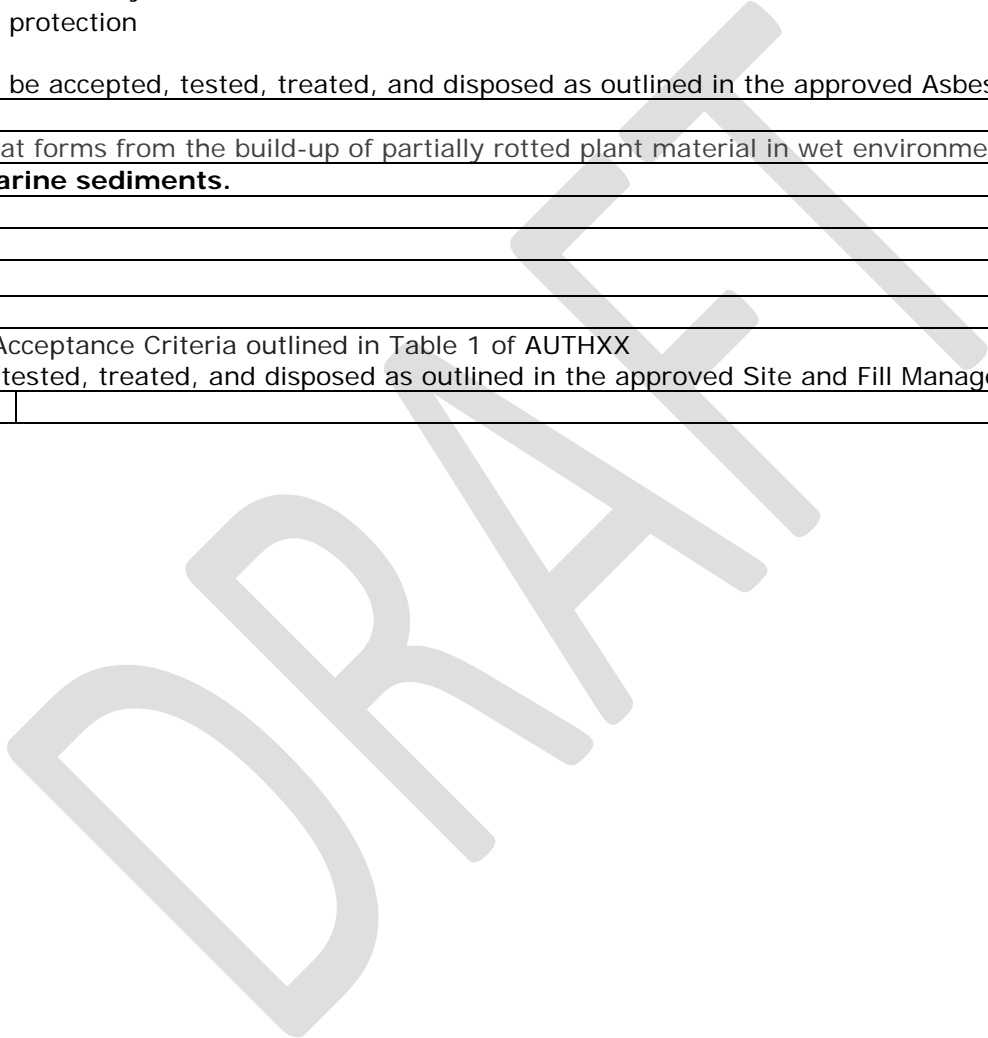 protection
be accepted, tested, treated, and disposed as outlined in the approved Asbes
at forms from the build-up of partially rotted plant material in wet environme
arine sediments.
Acceptance Criteria outlined in Table 1 of AUTHXX
tested, treated, and disposed as outlined in the approved Site and Fill Manage
DRAFT